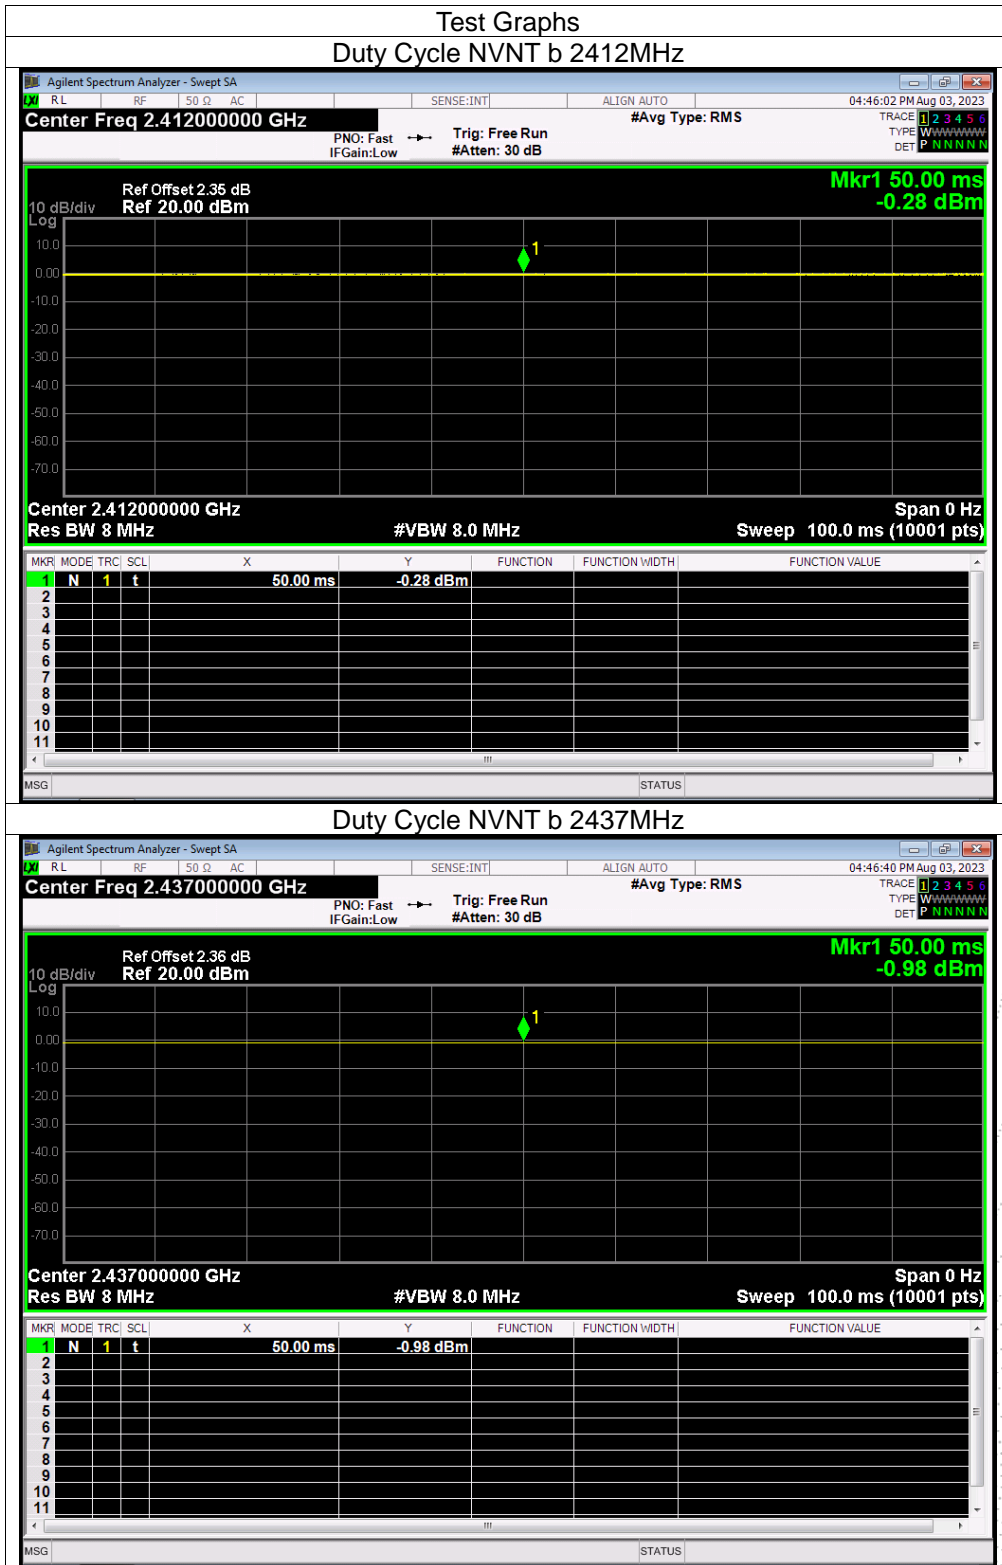 Test Graphs
Duty Cycle NVNT b 2412MHz
Agilent Spectrum Analyzer - Swept SA
LXI RL RF 50 Ω AC SENSE:INT ALIGN AUTO 04:46:02 PM Aug 03, 2023
Center Freq 2.412000000 GHz #Avg Type: RMS TRACE 1 2 3 4 5 6
PNO: Fast Trig: Free Run TYPE WWWWWW
IFGain:Low #Atten: 30 dB DET P N N N N N
Mkr1 50.00 ms
Ref Offset 2.35 dB
10 dB/div Ref 20.00 dBm -0.28 dBm
Log
10.0
1
0.00
-10.0
-20.0
-30.0
-40.0
-50.0
-60.0
-70.0
Center 2.412000000 GHz Span 0 Hz
Res BW 8 MHz #VBW 8.0 MHz Sweep 100.0 ms (10001 pts)
MKR MODE TRC SCL X Y FUNCTION FUNCTION WIDTH FUNCTION VALUE
1 N 1 t 50.00 ms -0.28 dBm
2
3
4
5
6
7
8
9
10
11
MSG STATUS
Duty Cycle NVNT b 2437MHz
Agilent Spectrum Analyzer - Swept SA
LXI RL RF 50 Ω AC SENSE:INT ALIGN AUTO 04:46:40 PM Aug 03, 2023
Center Freq 2.437000000 GHz #Avg Type: RMS TRACE 1 2 3 4 5 6
PNO: Fast Trig: Free Run TYPE WWWWWW
IFGain:Low #Atten: 30 dB DET P N N N N N
Mkr1 50.00 ms
Ref Offset 2.36 dB
10 dB/div Ref 20.00 dBm -0.98 dBm
Log
10.0
1
0.00
-10.0
-20.0
-30.0
-40.0
-50.0
-60.0
-70.0
Center 2.437000000 GHz Span 0 Hz
Res BW 8 MHz #VBW 8.0 MHz Sweep 100.0 ms (10001 pts)
MKR MODE TRC SCL X Y FUNCTION FUNCTION WIDTH FUNCTION VALUE
1 N 1 t 50.00 ms -0.98 dBm
2
3
4
5
6
7
8
9
10
11
MSG STATUS